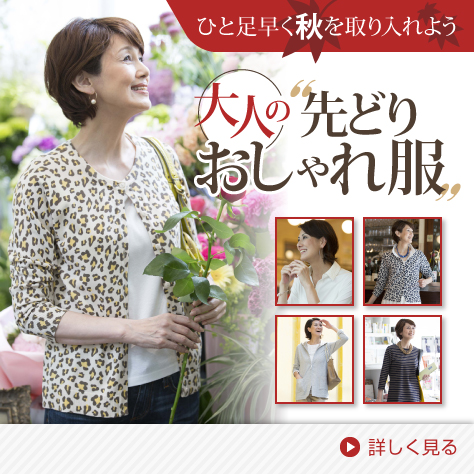 ひと足早く秋を取り入れよう
大人の“先どり
おしゃれ服”
詳しく見る